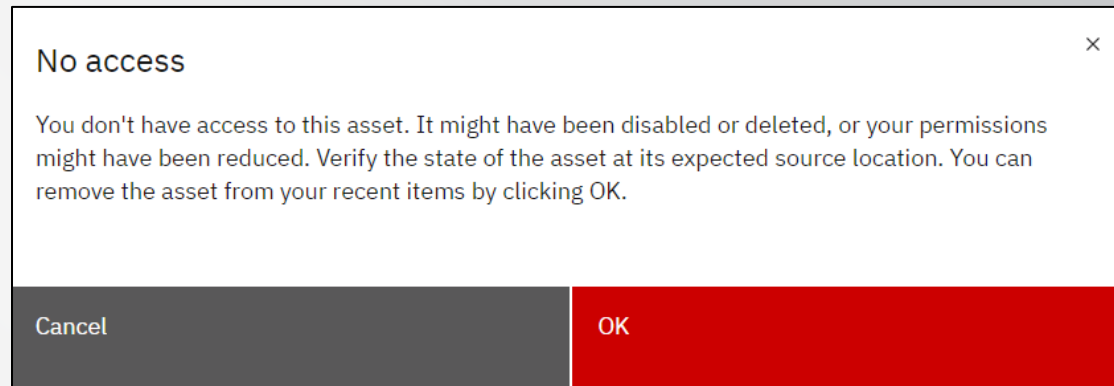 No access
You don't have access to this asset. It might have been disabled or deleted, or your permissions
might have been reduced. Verify the state of the asset at its expected source location. You can
remove the asset from your recent items by clicking OK.
Cancel
OK